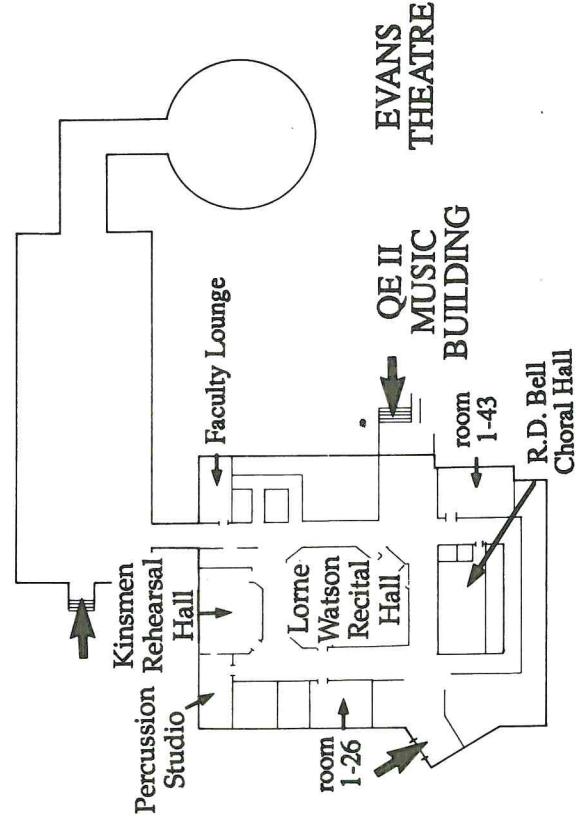 EVANS
THEATRE
QE II
MUSIC
BUILDING
Faculty Lounge
room
1-43
R.D. Bell
Choral Hall
Kinsmen
Rehearsal
Hall
Lorne
Watson
Recital
Hall
Percussion
Studio
room
1-26